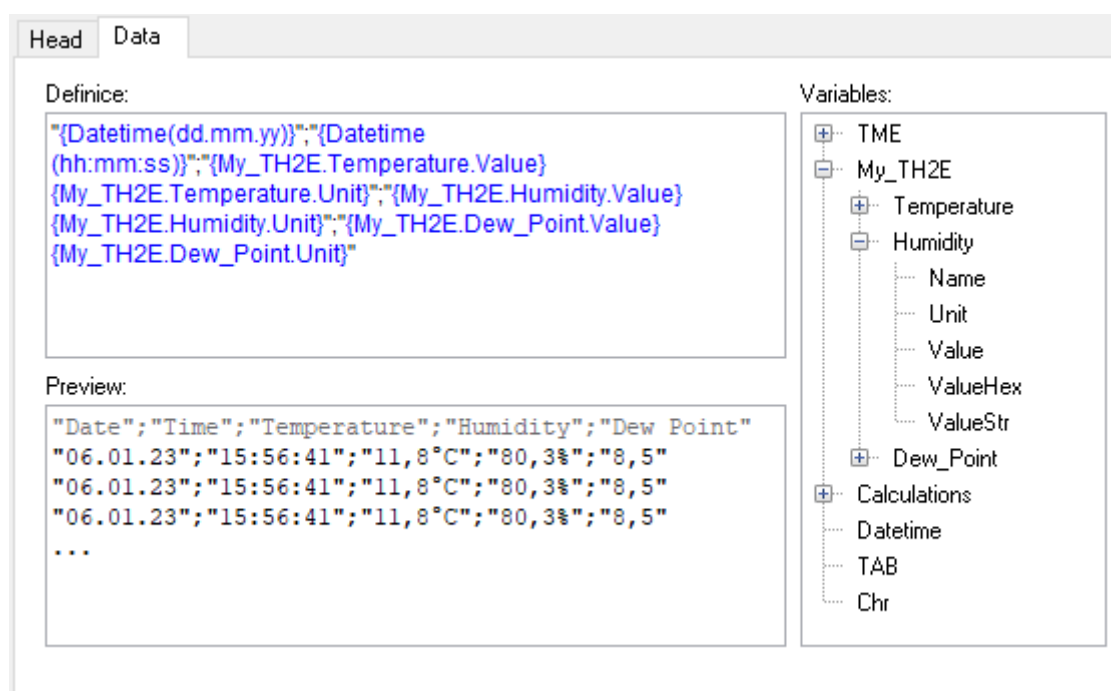 Head
Data
Definice:
"{Datetime(dd.mm.yy)}";"{Datetime
(hh:mm:ss)}";"{My_TH2E.Temperature.Value}
{My_TH2E.Temperature.Unit}";"{My_TH2E.Humidity.Value}
{My_TH2E.Humidity.Unit}";"{My_TH2E.Dew_Point.Value}
{My_TH2E.Dew_Point.Unit}"
Preview:
"Date";"Time";"Temperature";"Humidity";"Dew Point"
"06.01.23";"15:56:41";"11,8°C";"80,3%";"8,5"
"06.01.23";"15:56:41";"11,8°C";"80,3%";"8,5"
"06.01.23";"15:56:41";"11,8°C";"80,3%";"8,5"
...
Variables:
TME
My_TH2E
Temperature
Humidity
Name
Unit
Value
ValueHex
ValueStr
Dew_Point
Calculations
Datetime
TAB
Chr